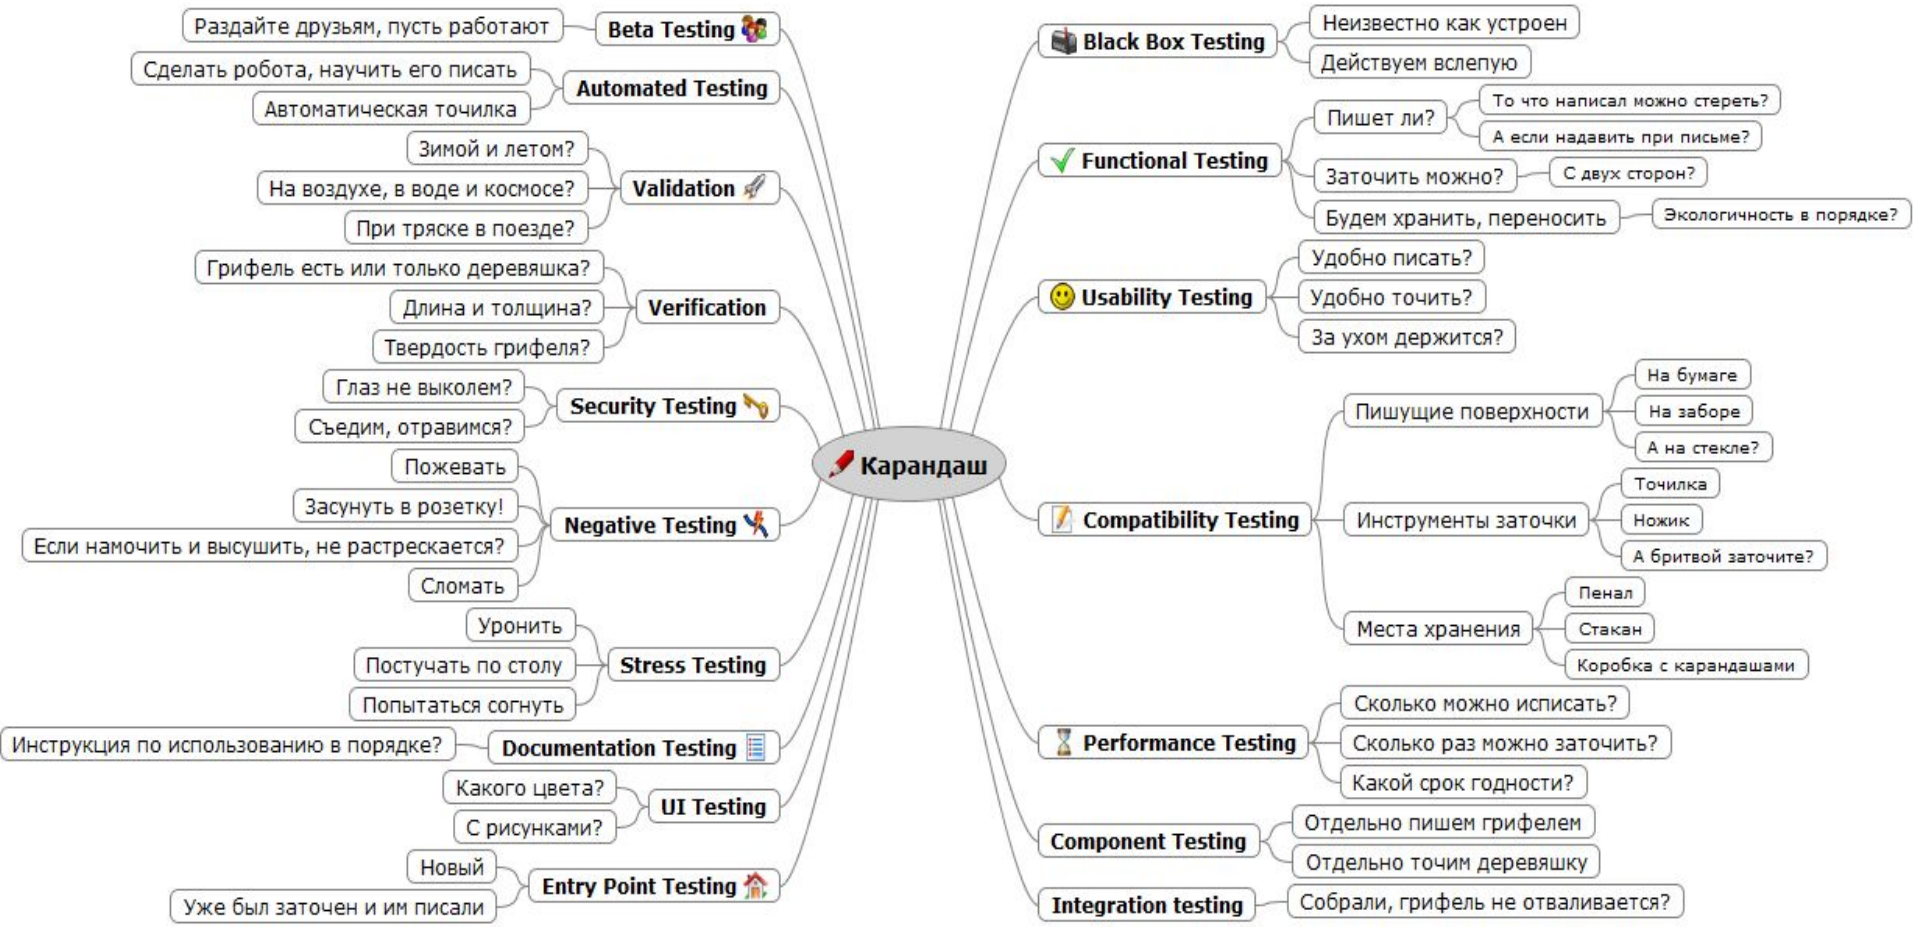 Карандаш
Beta Testing
Раздайте друзьям, пусть работают
Automated Testing
Сделать робота, научить его писать
Автоматическая точилка
Validation
Зимой и летом?
На воздухе, в воде и космосе?
При тряске в поезде?
Verification
Грифель есть или только деревяшка?
Длина и толщина?
Твердость грифеля?
Security Testing
Глаз не выколем?
Съедим, отравимся?
Negative Testing
Пожевать
Засунуть в розетку!
Если намочить и высушить, не растрескается?
Сломать
Stress Testing
Уронить
Постучать по столу
Попытаться согнуть
Documentation Testing
Инструкция по использованию в порядке?
UI Testing
Какого цвета?
С рисунками?
Entry Point Testing
Новый
Уже был заточен и им писали
Black Box Testing
Неизвестно как устроен
Действуем вслепую
Functional Testing
Пишет ли?
То что написал можно стереть?
А если надавить при письме?
Заточить можно?
С двух сторон?
Будем хранить, переносить
Экологичность в порядке?
Usability Testing
Удобно писать?
Удобно точить?
За ухом держится?
Compatibility Testing
Пишущие поверхности
На бумаге
На заборе
А на стекле?
Инструменты заточки
Точилка
Ножик
А бритвой заточите?
Места хранения
Пенал
Стакан
Коробка с карандашами
Performance Testing
Сколько можно исписать?
Сколько раз можно заточить?
Какой срок годности?
Component Testing
Отдельно пишем грифелем
Отдельно точим деревяшку
Integration testing
Собрали, грифель не отваливается?